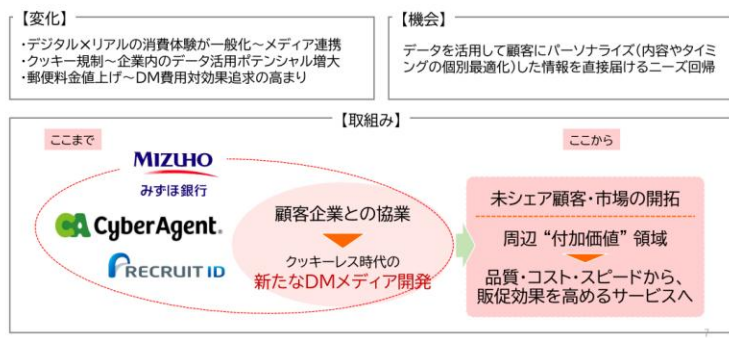 【変化】
・デジタル×リアルの消費体験が一般化～メディア連携
・クッキー規制～企業内のデータ活用ポテンシャル増大
・郵便料金値上げ～DM費用対効果追求の高まり
【機会】
データを活用して顧客にパーソナライズ(内容やタイミ
ングの個別最適化)した情報を直接届けるニーズ回帰
【取組み】
ここまで
MIZUHO
みずほ銀行
CA CyberAgent.
RECRUIT ID
顧客企業との協業
クッキーレス時代の
新たなDMメディア開発
ここから
未シェア顧客・市場の開拓
周辺 “付加価値” 領域
品質・コスト・スピードから、
販促効果を高めるサービスへ
7